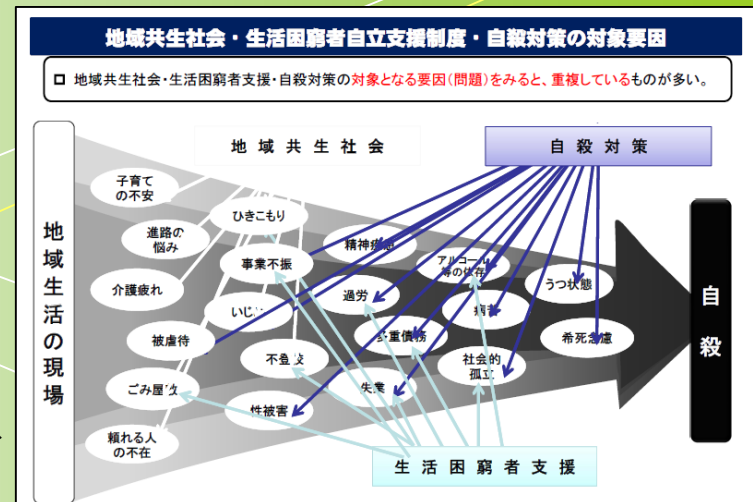 地域共生社会・生活困窮者自立支援制度・自殺対策の対象要因
□ 地域共生社会・生活困窮者支援・自殺対策の対象となる要因(問題)をみると、重複しているものが多い。
地域共生社会
自殺対策
地域生活の現場
子育て
の不安
ひきこもり
進路の
悩み
精神疾患
事業不振
アルコール
等の依存
介護疲れ
過労
うつ状態
いじめ
病苦
被虐待
多重債務
希死念慮
不登校
社会的
孤立
ごみ屋敷
失業
性被害
頼れる人
の不在
生活困窮者支援
自殺